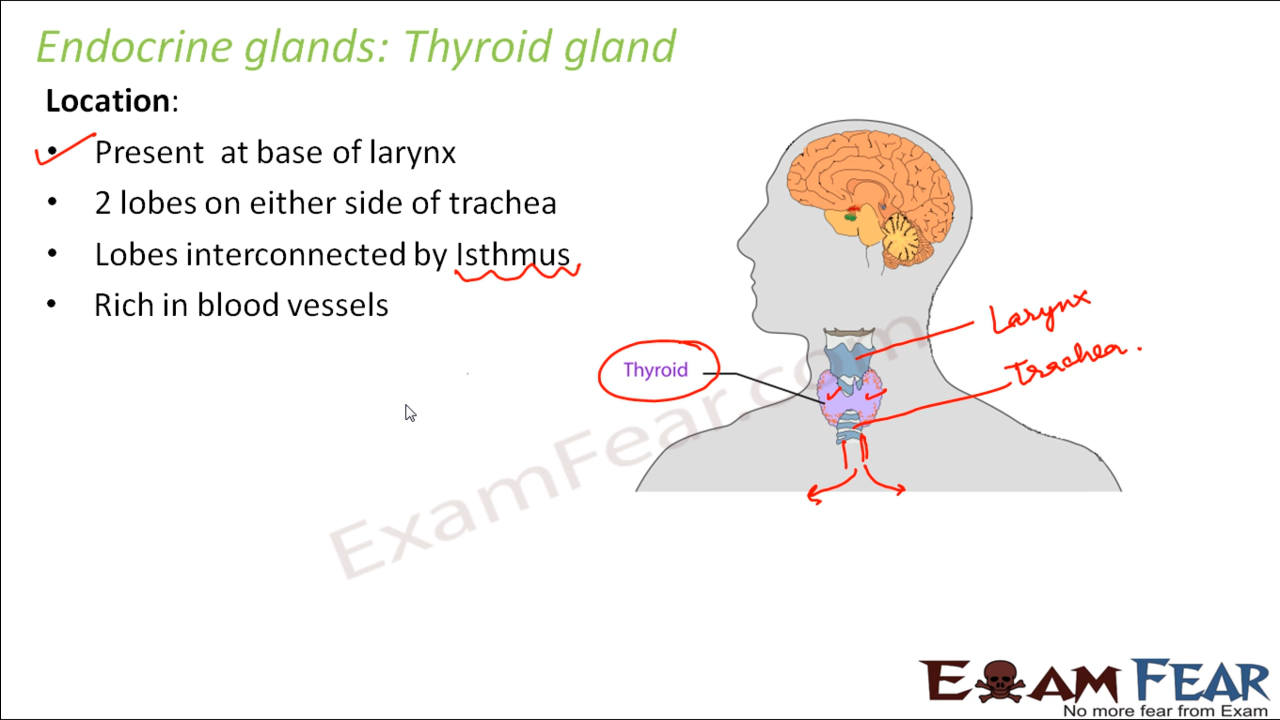 Endocrine glands: Thyroid gland
Location:
• Present at base of larynx
• 2 lobes on either side of trachea
• Lobes interconnected by Isthmus
• Rich in blood vessels
Larynx
Trachea.
Thyroid
ExamFear.com
EXAM FEAR
No more fear from Exam